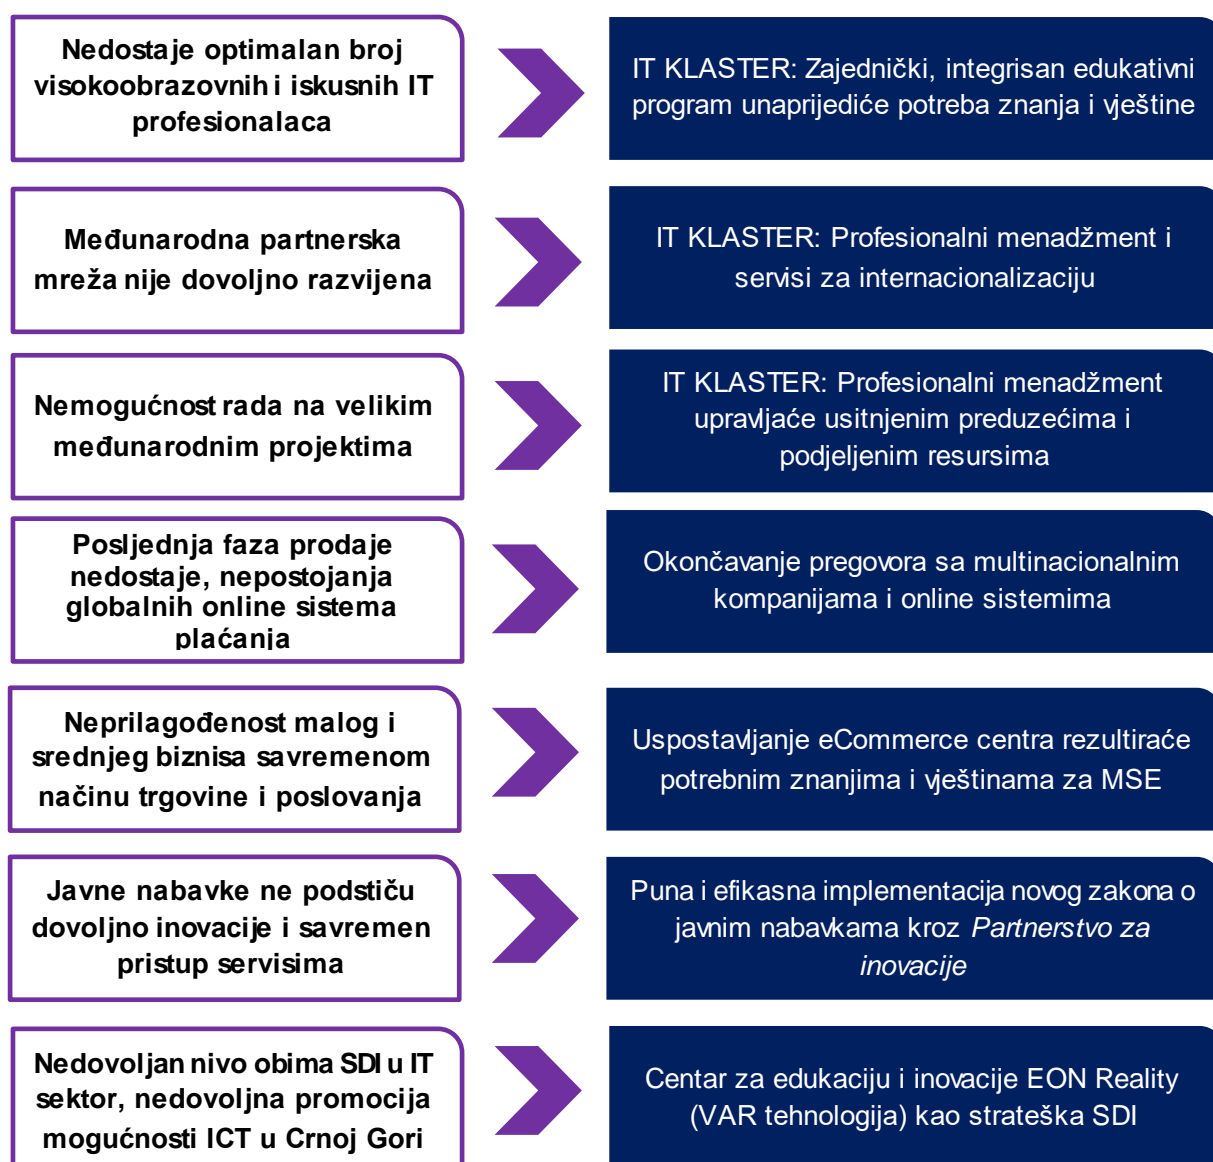 Nedostaje optimalan broj
visokoobrazovnih i iskusnih IT
profesionalaca
IT KLASTER: Zajednički, integrisan edukativni
program unaprijediće potreba znanja i vještine
Međunarodna partnerska
mreža nije dovoljno razvijena
IT KLASTER: Profesionalni menadžment i
servisi za internacionalizaciju
Nemogućnost rada na velikim
međunarodnim projektima
IT KLASTER: Profesionalni menadžment
upravljaće usitnjenim preduzećima i
podjeljenim resursima
Posljednja faza prodaje
nedostaje, nepostojanja
globalnih online sistema
plaćanja
Okončavanje pregovora sa multinacionalnim
kompanijama i online sistemima
Neprilagođenost malog i
srednjeg biznisa savremenom
načinu trgovine i poslovanja
Uspostavljanje eCommerce centra rezultiraće
potrebnim znanjima i vještinama za MSE
Javne nabavke ne podstiču
dovoljno inovacije i savremen
pristup servisima
Puna i efikasna implementacija novog zakona o
javnim nabavkama kroz Partnerstvo za
inovacije
Nedovoljan nivo obima SDI u IT
sektor, nedovoljna promocija
mogućnosti ICT u Crnoj Gori
Centar za edukaciju i inovacije EON Reality
(VAR tehnologija) kao strateška SDI